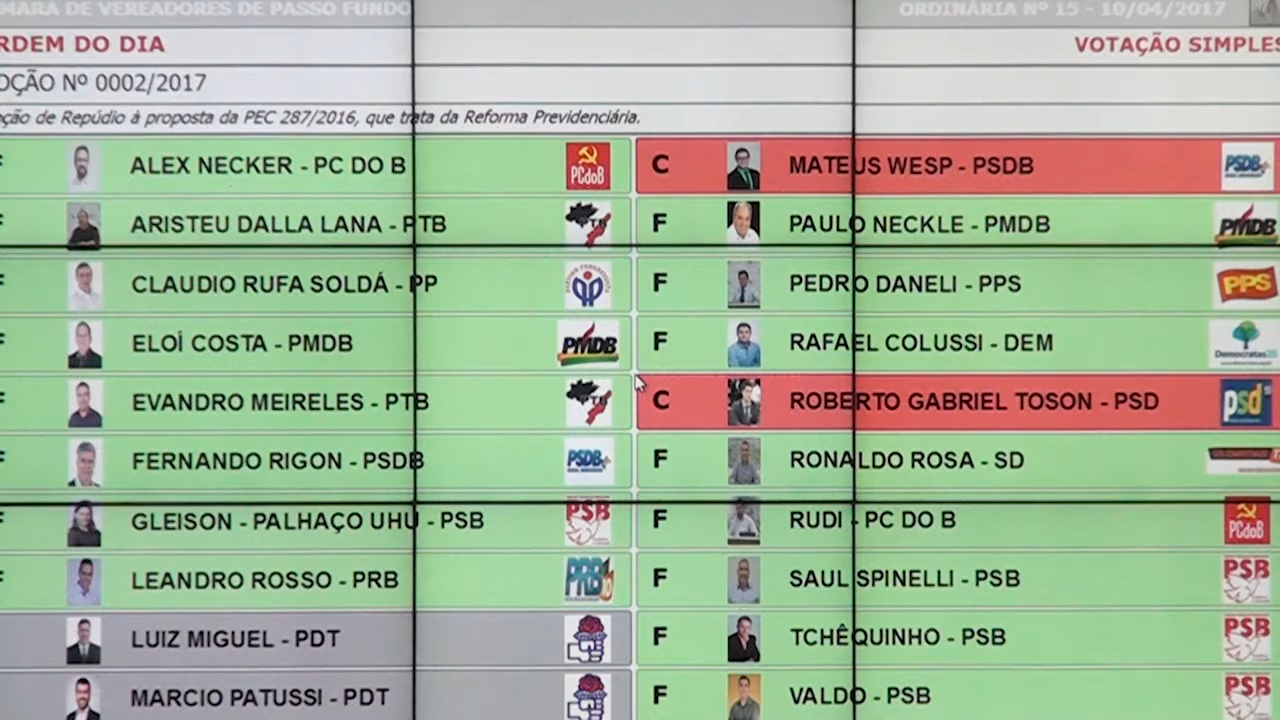 MARA DE VEREADORES DE PASSO FUNDO
ORDINÁRIA Nº 15 - 10/04/2017
RDEM DO DIA
VOTAÇÃO SIMPLES
OÇÃO Nº 0002/2017
ção de Repúdio à proposta da PEC 287/2016, que trata da Reforma Previdenciária.
F ALEX NECKER - PC DO B PCdoB
F ARISTEU DALLA LANA - PTB PTB
F CLAUDIO RUFA SOLDÁ - PP
F ELOÍ COSTA - PMDB PMDB
F EVANDRO MEIRELES - PTB PTB
F FERNANDO RIGON - PSDB PSDB
F GLEISON - PALHAÇO UHÚ - PSB PSB
F LEANDRO ROSSO - PRB PRB 10
LUIZ MIGUEL - PDT
MARCIO PATUSSI - PDT
C MATEUS WESP - PSDB PSDB
F PAULO NECKLE - PMDB PMDB
F PEDRO DANELI - PPS PPS
F RAFAEL COLUSSI - DEM Democratas 25
C ROBERTO GABRIEL TOSON - PSD psd
F RONALDO ROSA - SD
F RUDI - PC DO B PCdoB
F SAUL SPINELLI - PSB PSB
F TCHÊQUINHO - PSB PSB
F VALDO - PSB PSB